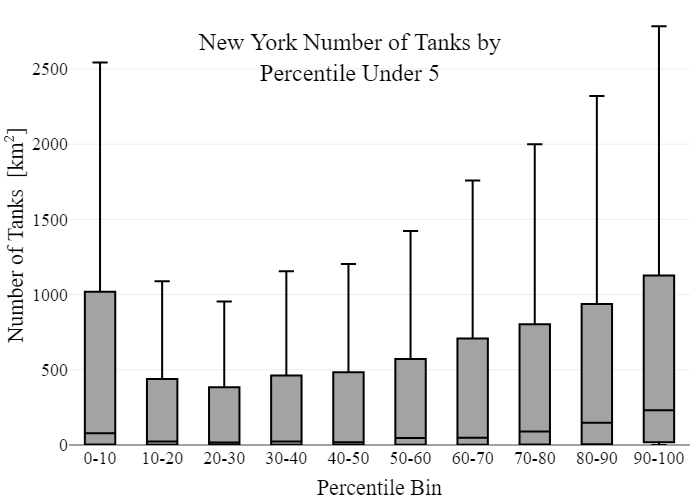 New York Number of Tanks by
Percentile Under 5
Number of Tanks [km²]
2500
2000
1500
1000
500
0
0-10 10-20 20-30 30-40 40-50 50-60 60-70 70-80 80-90 90-100
Percentile Bin